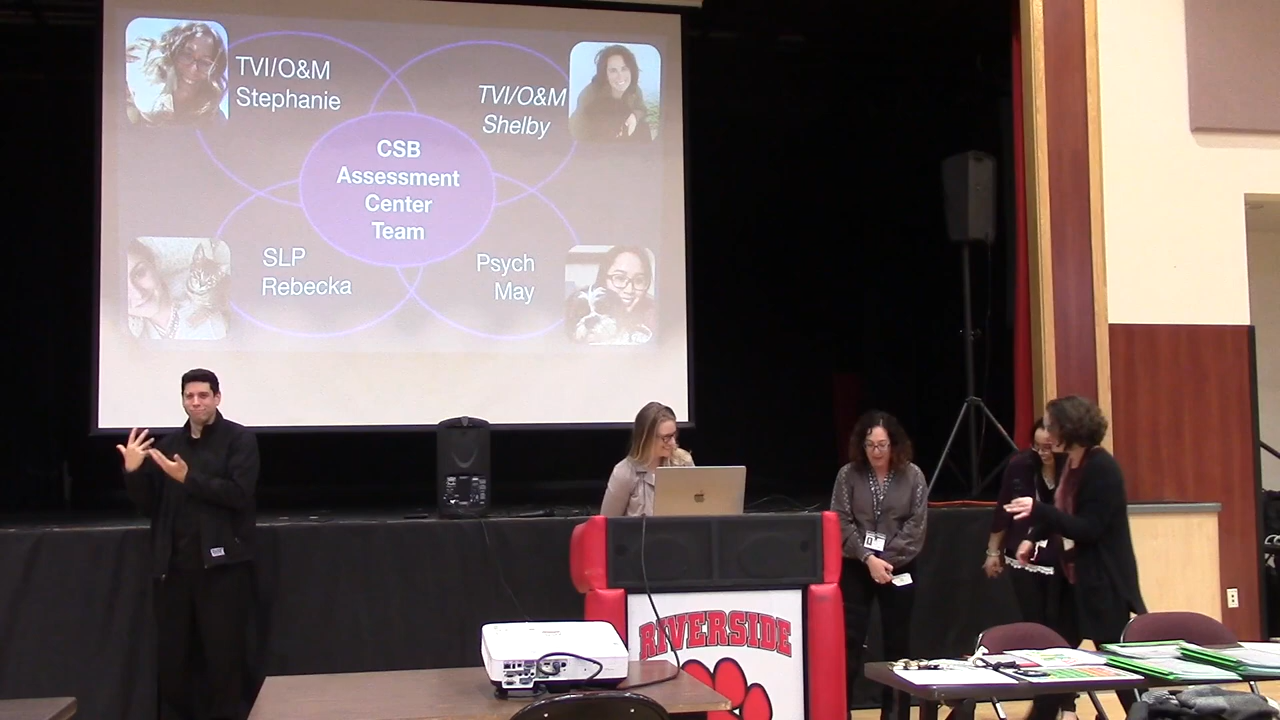 TVI/O&M
Stephanie
TVI/O&M
Shelby
CSB
Assessment
Center
Team
SLP
Rebecka
Psych
May
RIVERSIDE